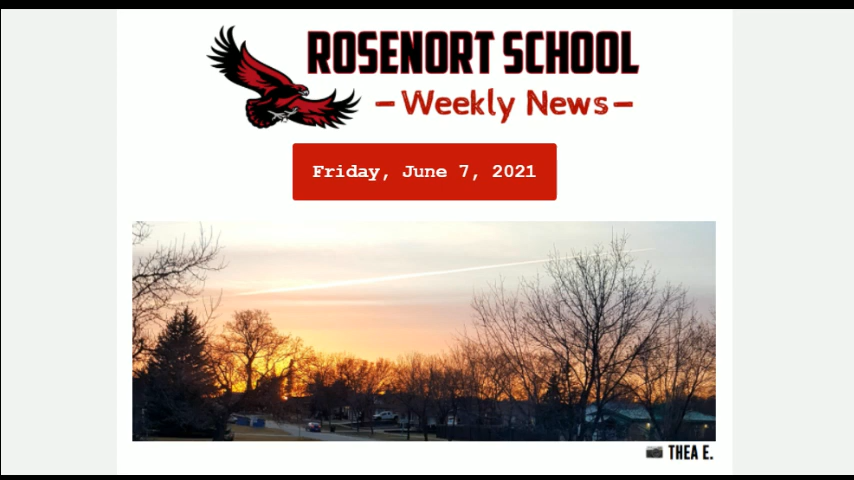 ROSENORT SCHOOL
-Weekly News-
Friday, June 7, 2021
THEA E.